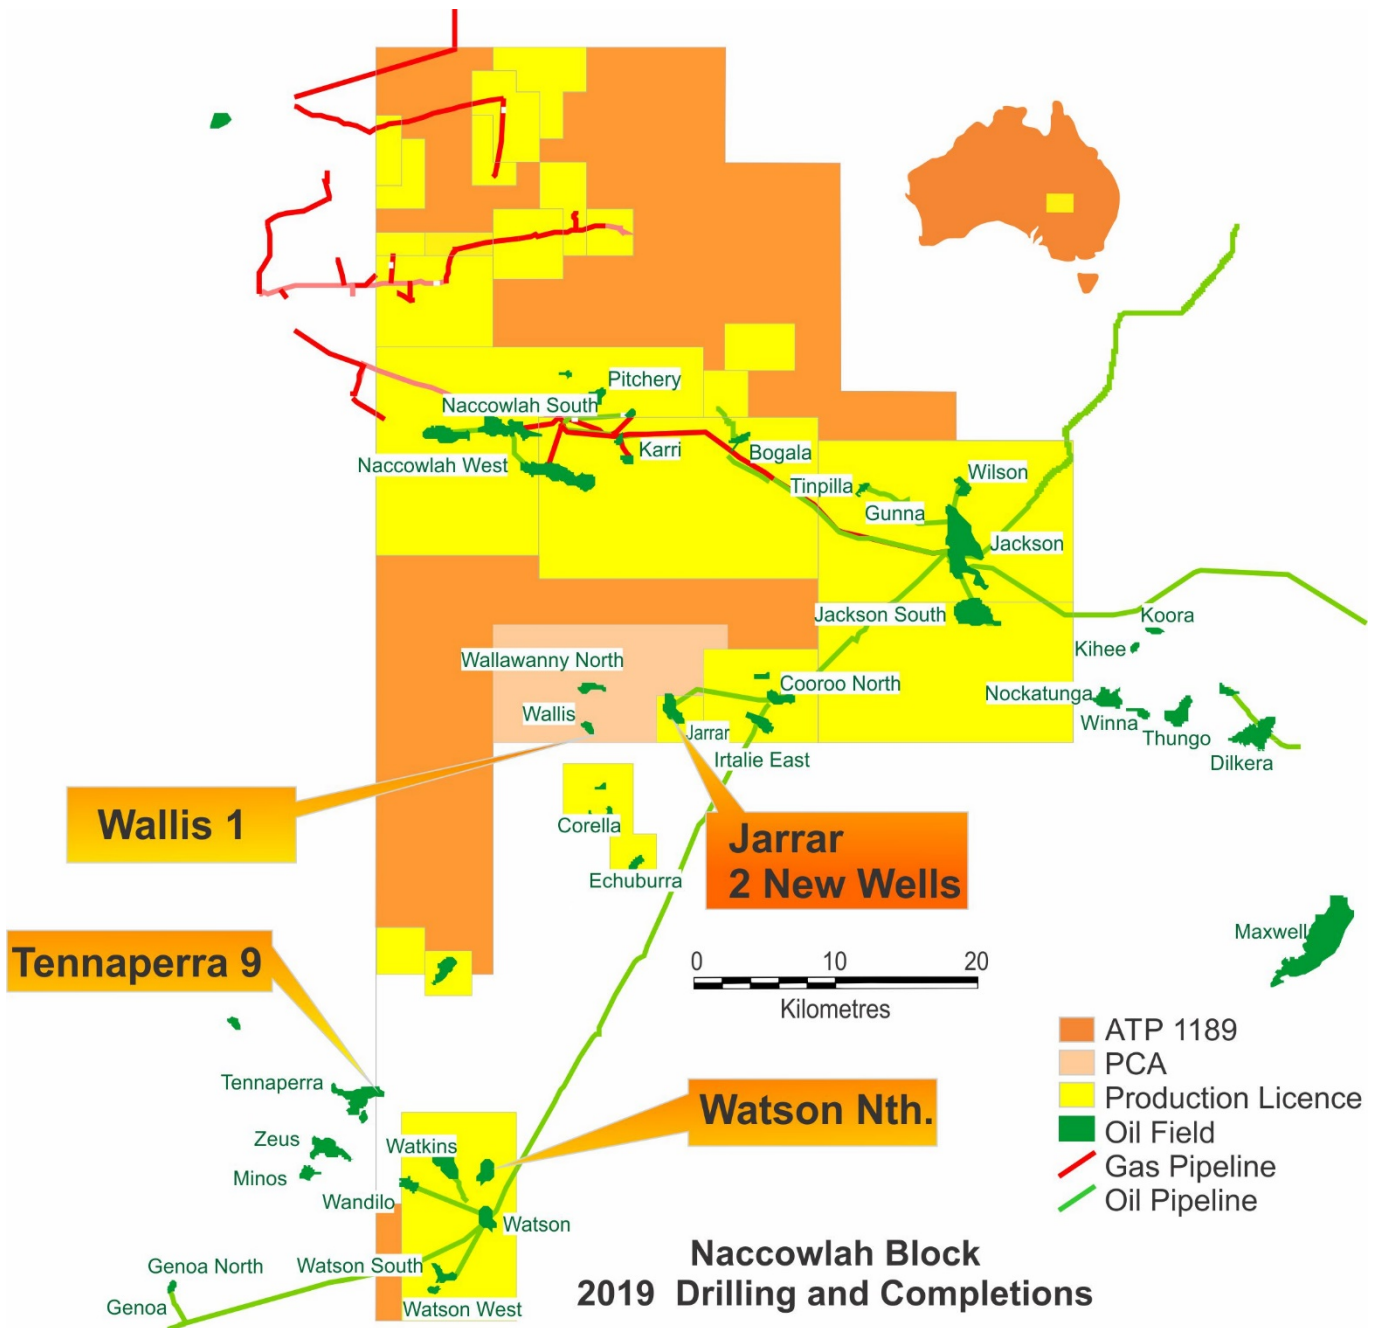 Pitchery
Naccowlah South
Karri
Bogala
Naccowlah West
Tinpilla
Wilson
Gunna
Jackson
Jackson South
Koora
Kihee
Wallawanny North
Cooroo North
Nockatunga
Wallis
Winna
Jarrar
Thungo
Irtalie East
Dilkera
Wallis 1
Corella
Jarrar
2 New Wells
Echuburra
Maxwell
Tennaperra 9
0 10 20
Kilometres
ATP 1189
PCA
Production Licence
Oil Field
Gas Pipeline
Oil Pipeline
Tennaperra
Watson Nth.
Zeus
Watkins
Minos
Wandilo
Watson
Genoa North
Watson South
Genoa
Watson West
Naccowlah Block
2019 Drilling and Completions